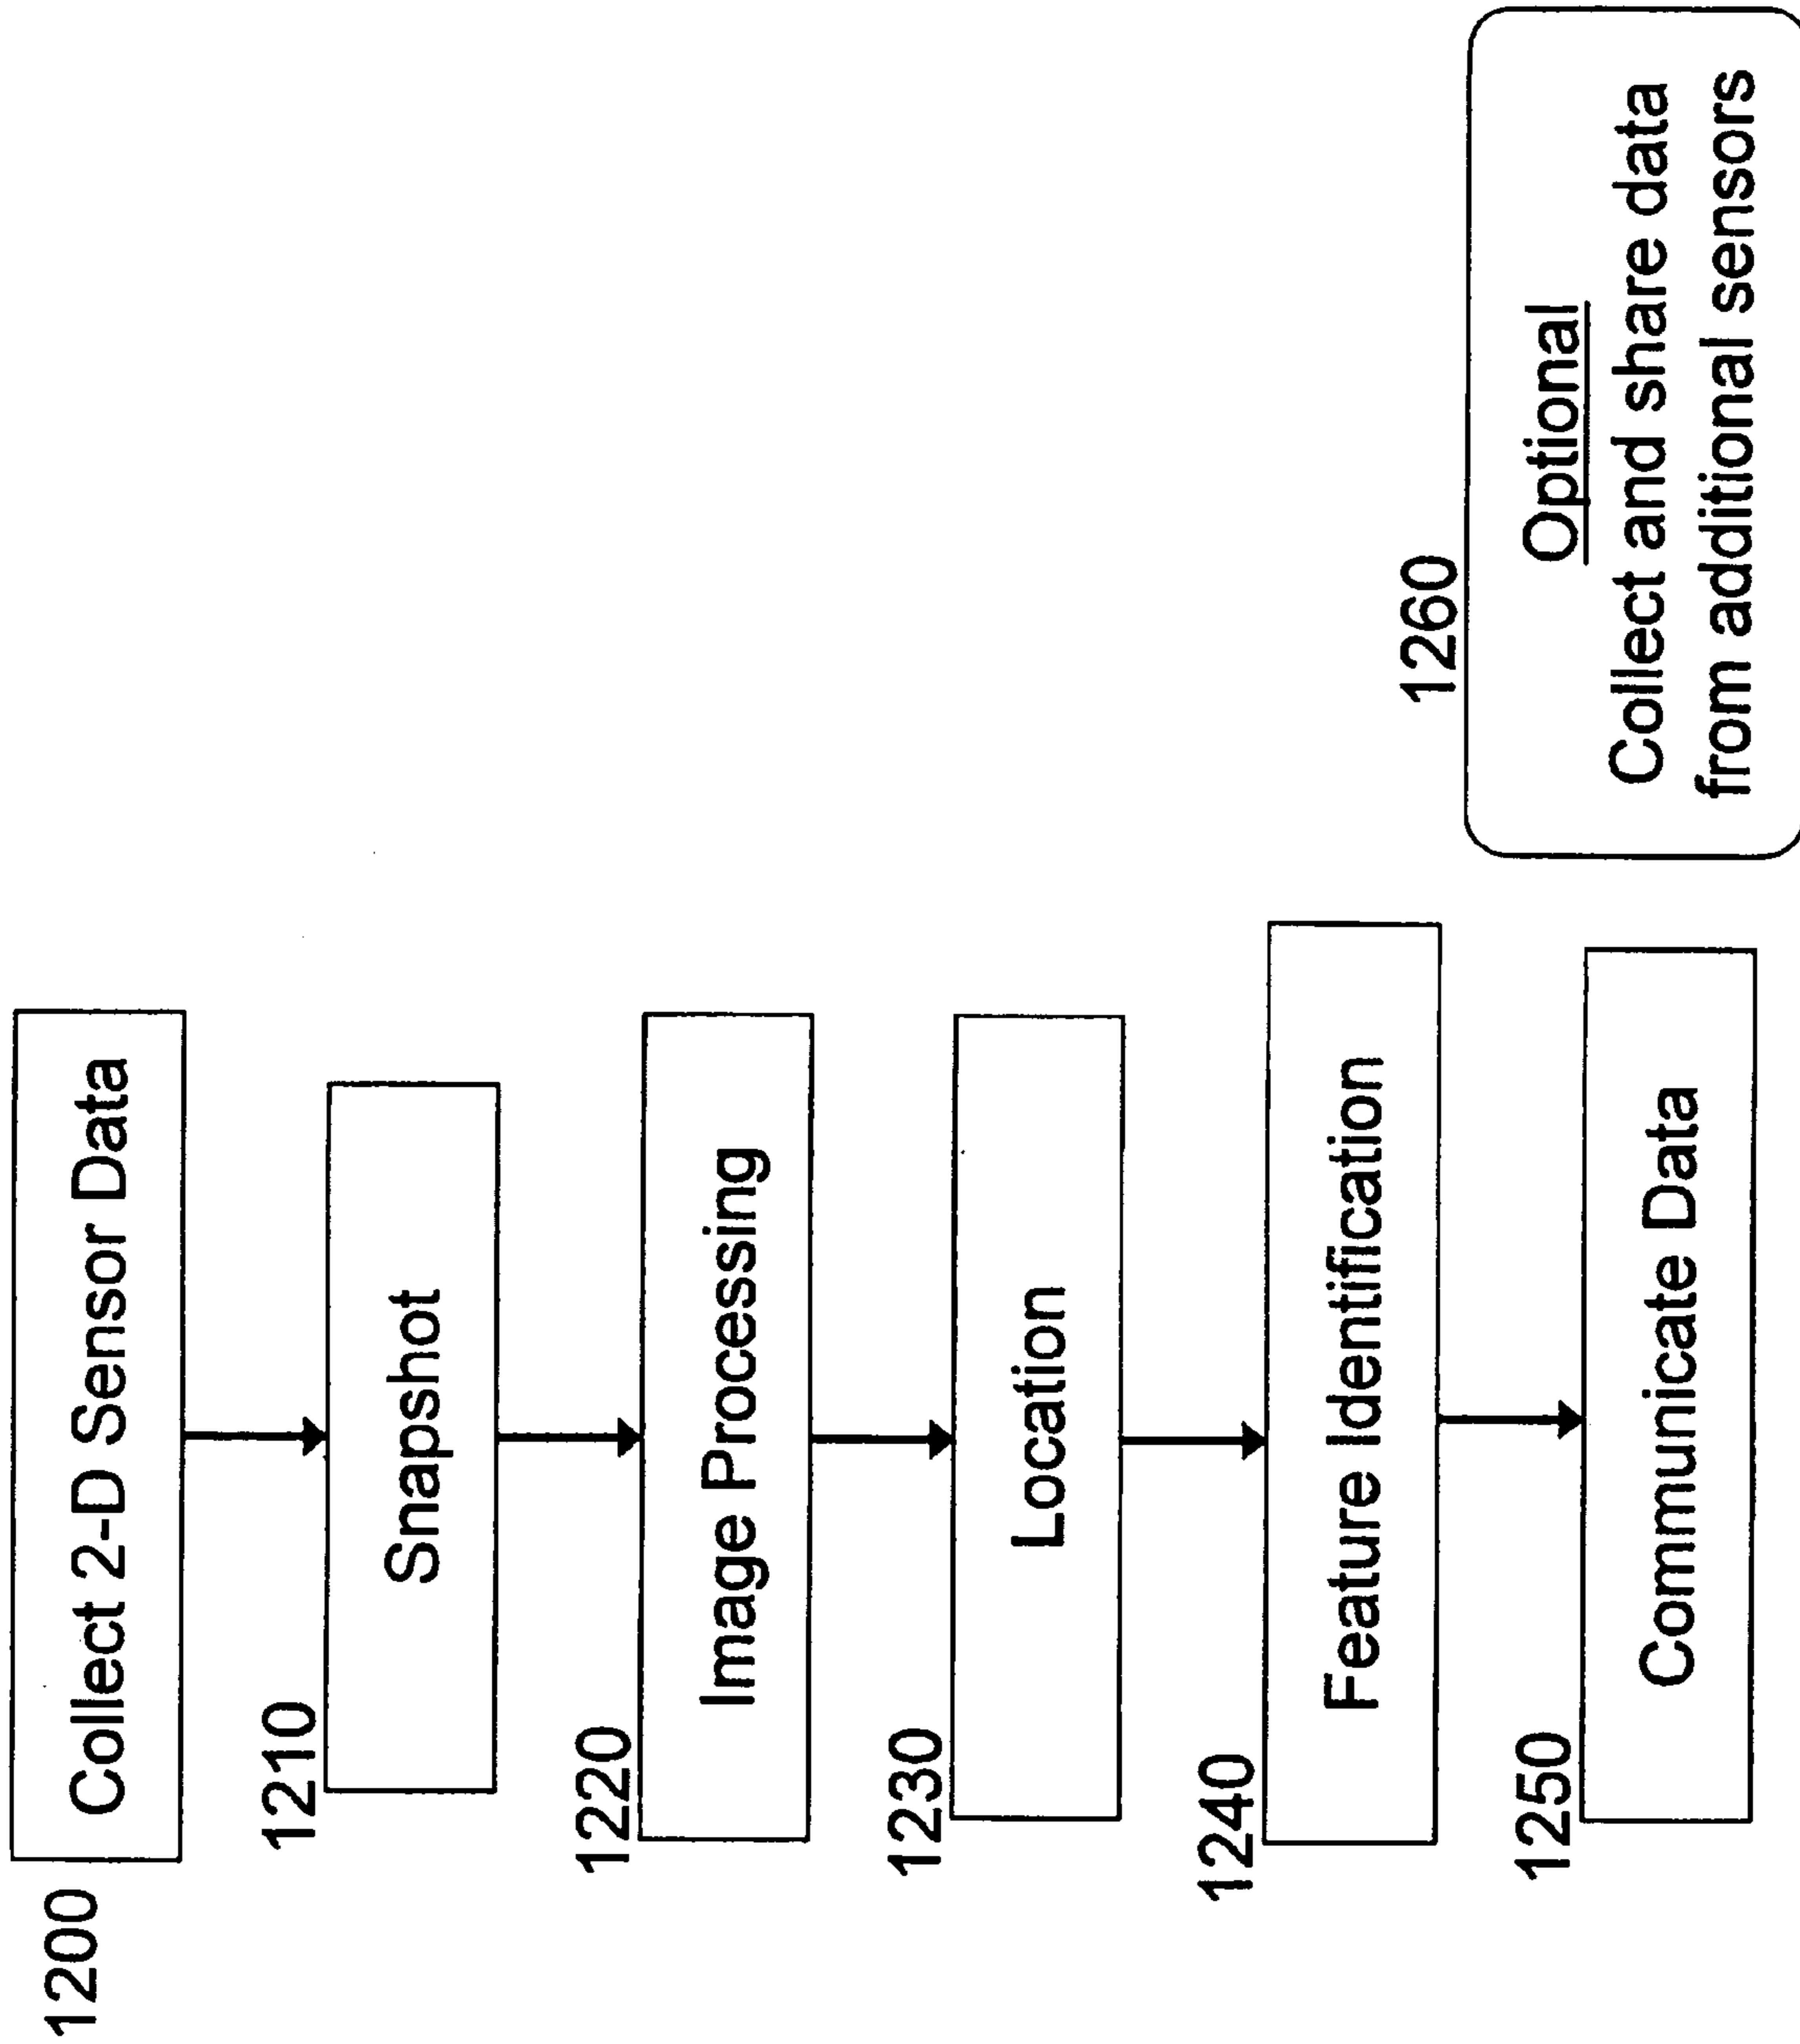 1200
Collect 2-D Sensor Data
1210
Snapshot
1220
Image Processing
1230
Location
1240
Feature Identification
1250
Communicate Data
1260
Optional
Collect and share data
from additional sensors